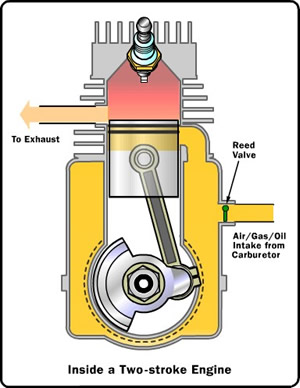 To Exhaust
Reed
Valve
Air/Gas/Oil
Intake from
Carburetor
Inside a Two-stroke Engine